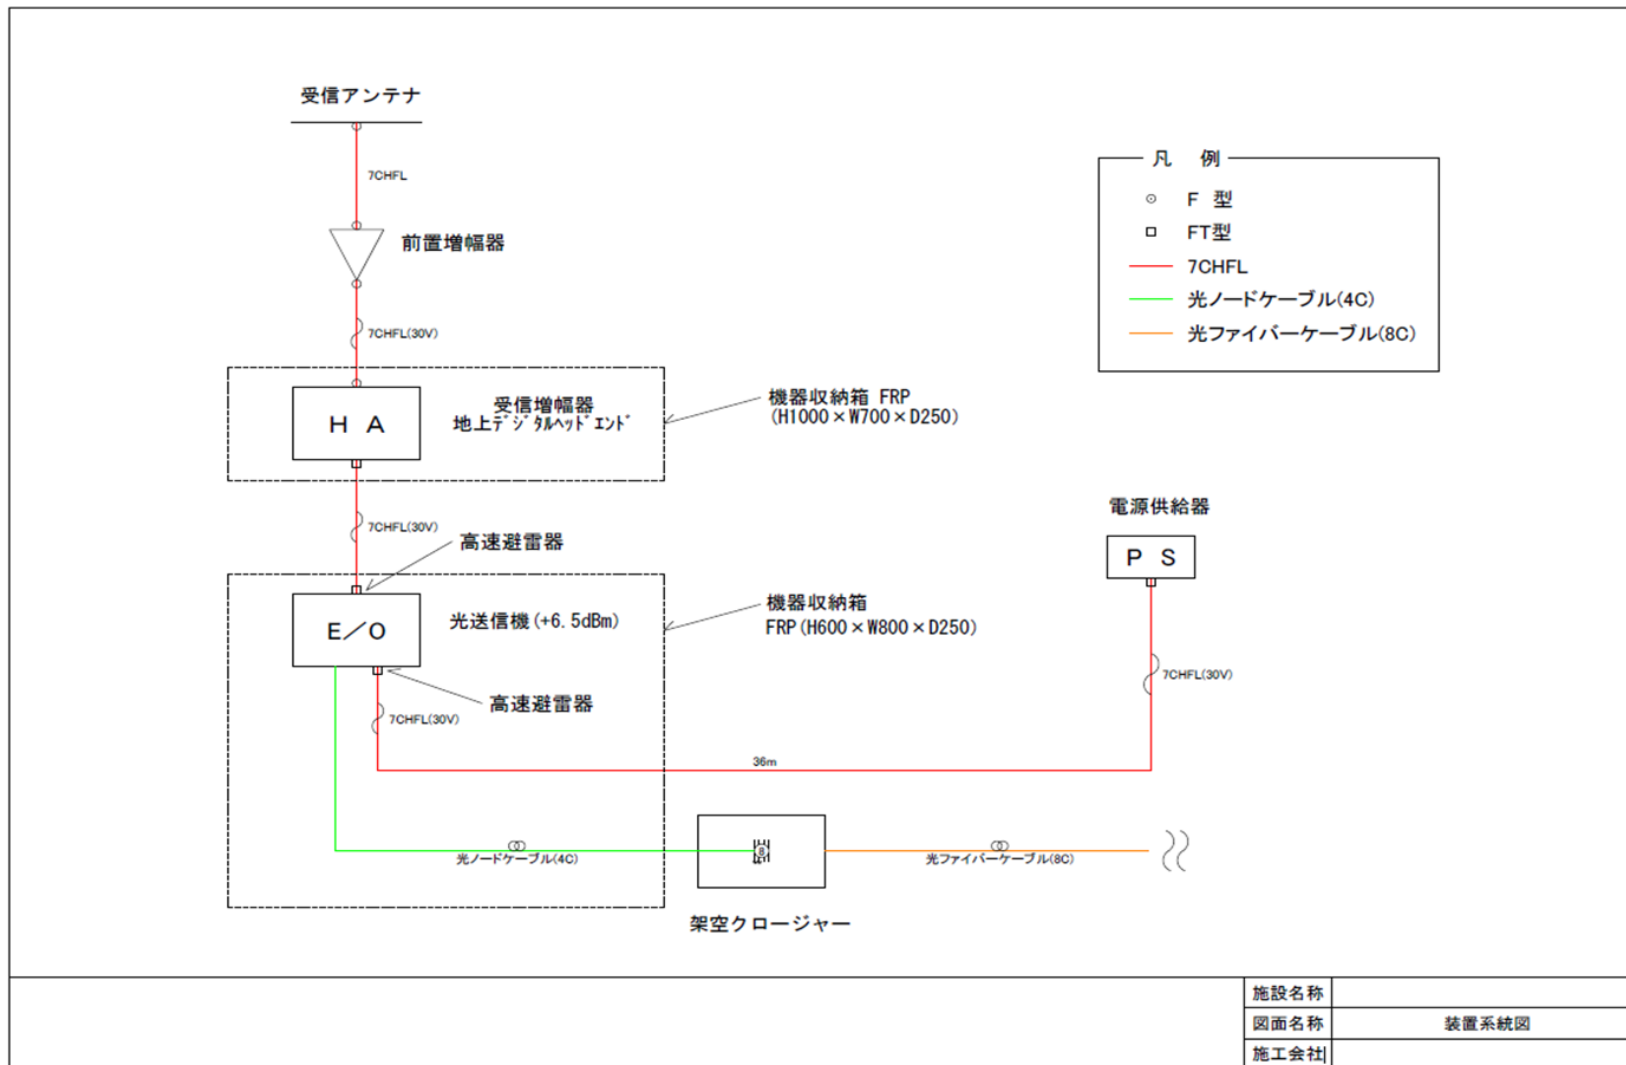 受信アンテナ
7CHFL
前置増幅器
7CHFL(30V)
H A
受信増幅器
地上デジタルヘッドエンド
機器収納箱 FRP
(H1000×W700×D250)
7CHFL(30V)
高速避雷器
E/O
光送信機(+6.5dBm)
機器収納箱
FRP(H600×W800×D250)
高速避雷器
7CHFL(30V)
36m
光ノードケーブル(4C)
8
架空クロージャー
光ファイバーケーブル(8C)
電源供給器
P S
7CHFL(30V)
凡 例
F 型
FT型
7CHFL
光ノードケーブル(4C)
光ファイバーケーブル(8C)
施設名称
図面名称 装置系統図
施工会社